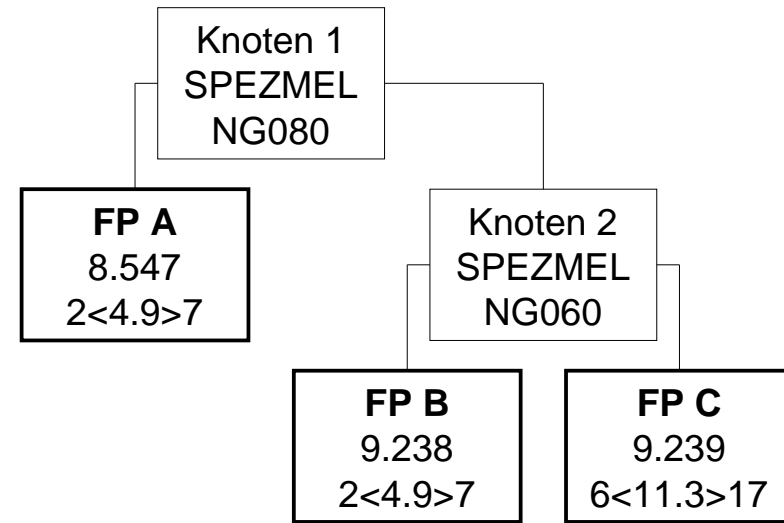 Knoten 1
SPEZMEL
NG080
FP A
8.547
2<4.9>7
Knoten 2
SPEZMEL
NG060
FP B
9.238
2<4.9>7
FP C
9.239
6<11.3>17